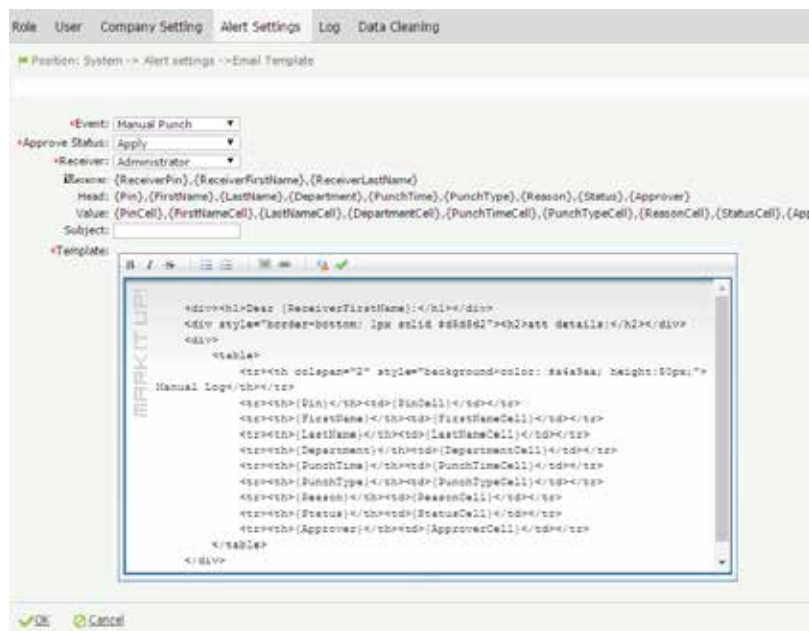 Role User Company Setting Alert Settings Log Data Cleaning
Position: System -> Alert settings ->Email Template
*Event: Manual Punch
*Approve Status: Apply
*Receiver: Administrator
Receiver: {ReceiverPin},{ReceiverFirstName},{ReceiverLastName}
Head: {Pin},{FirstName},{LastName},{Department},{PunchTime},{PunchType},{Reason},{Status},{Approver}
Value: {PinCell},{FirstNameCell},{LastNameCell},{DepartmentCell},{PunchTimeCell},{PunchTypeCell},{ReasonCell},{StatusCell},{App
Subject:
*Template:
B I S
MARK IT UP!
<div><h1>Dear {ReceiverFirstName}:</h1></div>
<div style="border-bottom: 1px solid #d8d8d2"><h2>att details:</h2></div>
<div>
<table>
<tr><th colspan="2" style="background-color: #a4a9aa; height:50px;">
Manual Log</th></tr>
<tr><th>{Pin}</th><td>{PinCell}</td></tr>
<tr><th>{FirstName}</th><td>{FirstNameCell}</td></tr>
<tr><th>{LastName}</th><td>{LastNameCell}</td></tr>
<tr><th>{Department}</th><td>{DepartmentCell}</td></tr>
<tr><th>{PunchTime}</th><td>{PunchTimeCell}</td></tr>
<tr><th>{PunchType}</th><td>{PunchTypeCell}</td></tr>
<tr><th>{Reason}</th><td>{ReasonCell}</td></tr>
<tr><th>{Status}</th><td>{StatusCell}</td></tr>
<tr><th>{Approver}</th><td>{ApproverCell}</td></tr>
</table>
</div>
OK Cancel